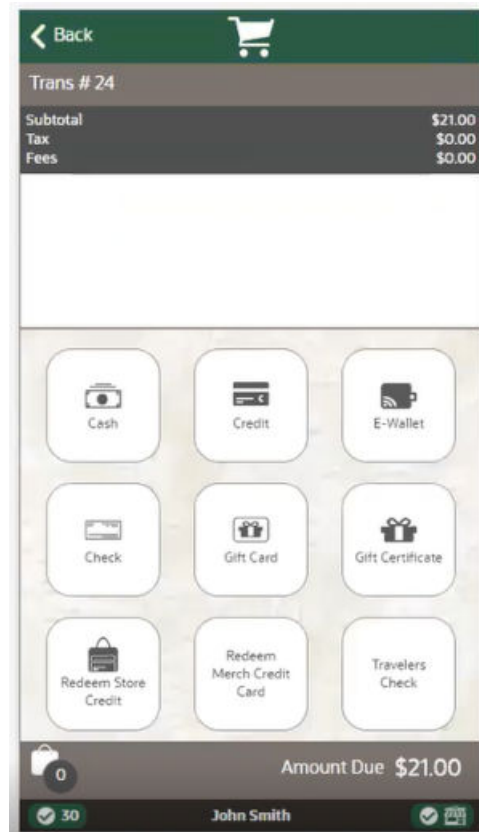 Back
Trans # 24
Subtotal $21.00
Tax $0.00
Fees $0.00
Cash
Credit
E-Wallet
Check
Gift Card
Gift Certificate
Redeem Store
Credit
Redeem
Merch Credit
Card
Travelers
Check
0
Amount Due $21.00
30
John Smith